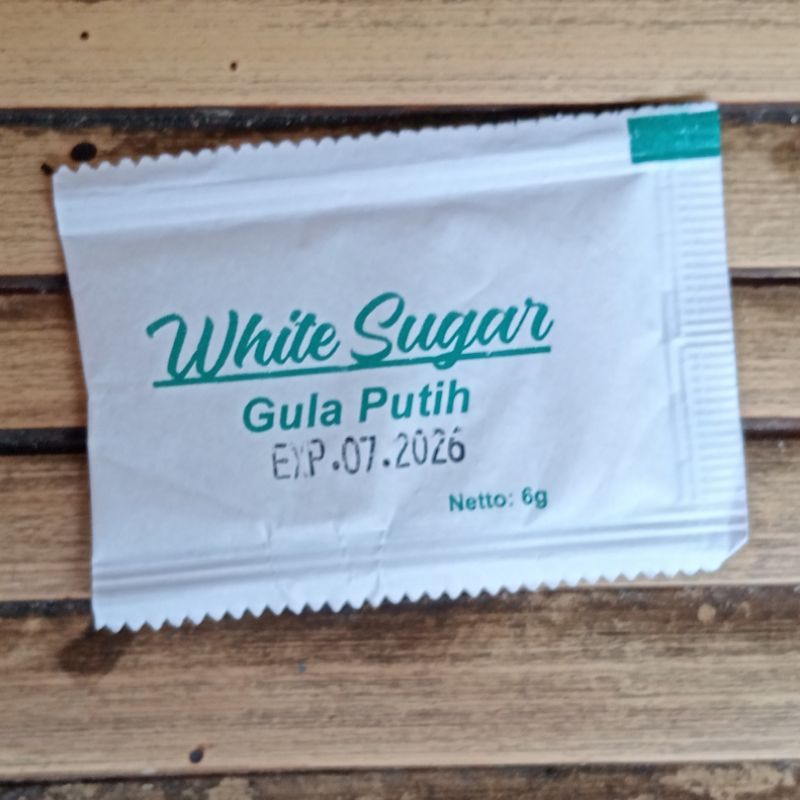 White Sugar
Gula Putih
EXP.07.2026
Netto: 6g